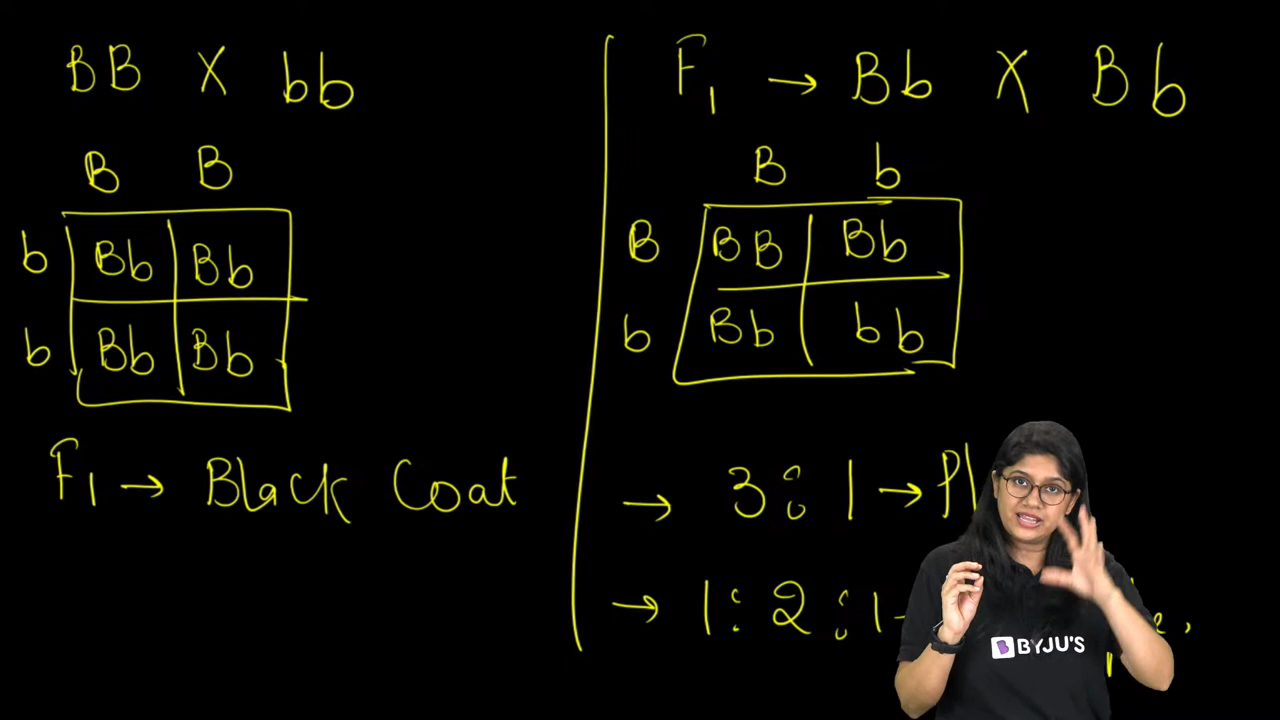 BB X bb
B B
b Bb Bb
b Bb Bb
F1 → Black Coat
F1 → Bb X Bb
B b
B BB Bb
b Bb bb
→ 3 : 1 →
→ 1 : 2 : 1
BYJU'S